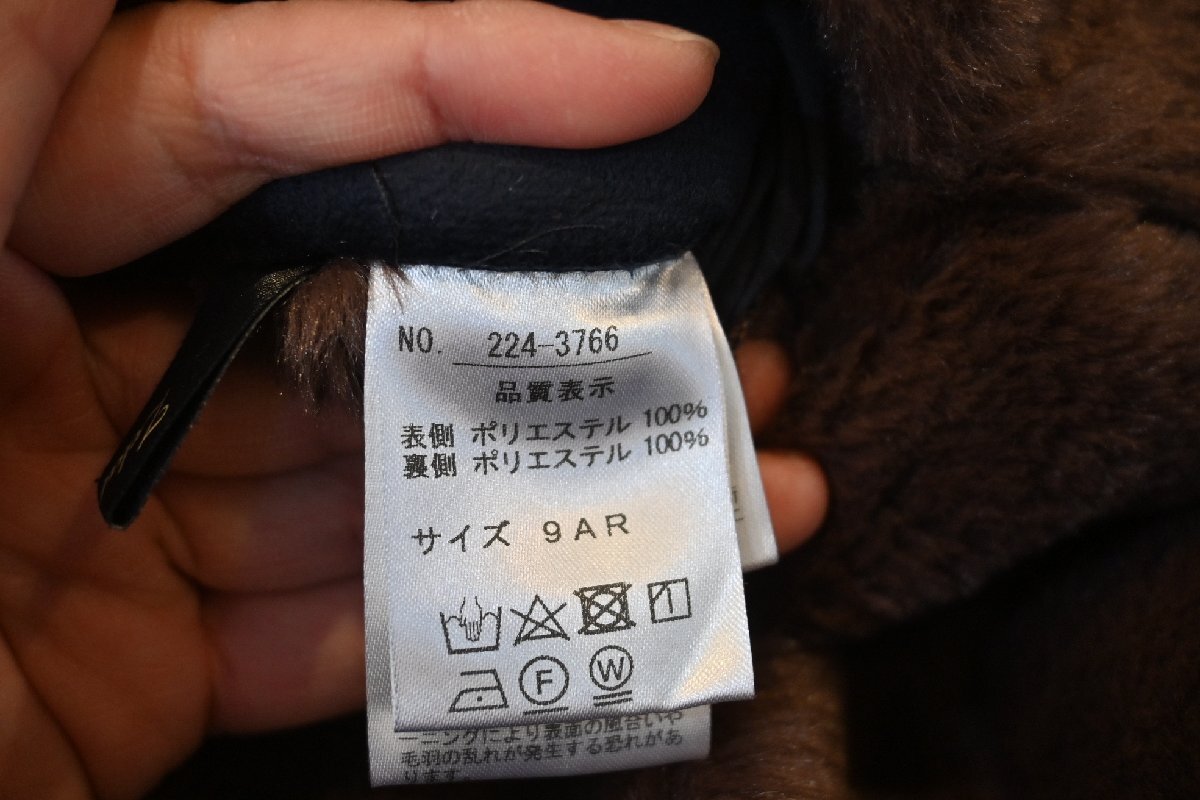 NO. 224-3766
品質表示
表側 ポリエステル 100%
裏側 ポリエステル 100%
サイズ 9AR
F W
ーニングにより表面の風合いや
毛羽の乱れが発生する恐れがあ
ります。